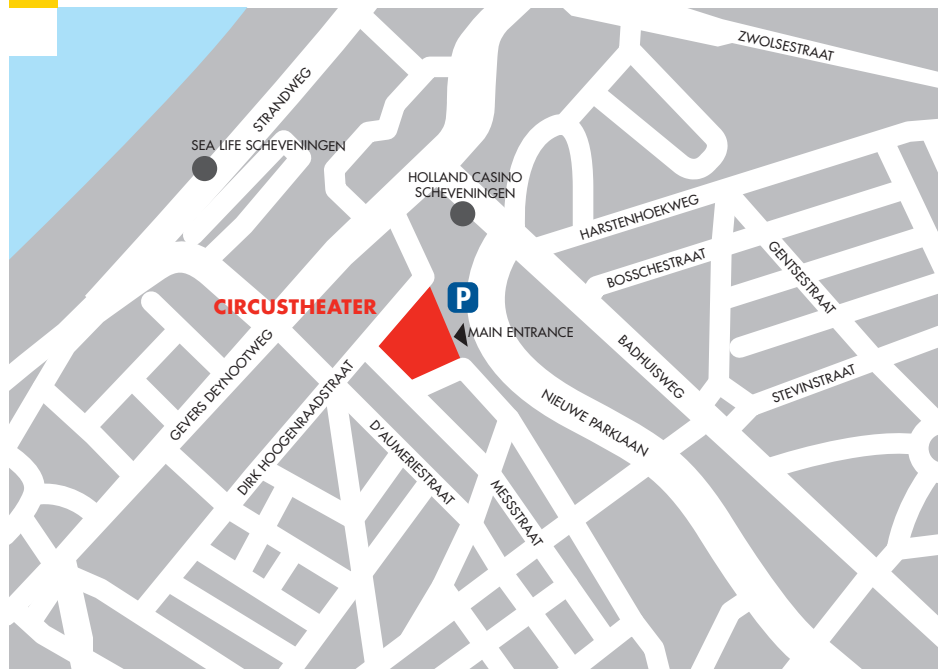 ZWOLSESTRAAT
STRANDWEG
SEA LIFE SCHEVENINGEN
HOLLAND CASINO
SCHEVENINGEN
HARSTENHOEKWEG
BOSSCHESTRAAT
GENTSESTRAAT
CIRCUSTHEATER
P
MAIN ENTRANCE
GEVERS DEYNOOTWEG
BADHUISWEG
DIRK HOOGENRAADSTRAAT
STEVINSTRAAT
NIEUWE PARKLAAN
D'AUMERIESTRAAT
MESSSTRAAT